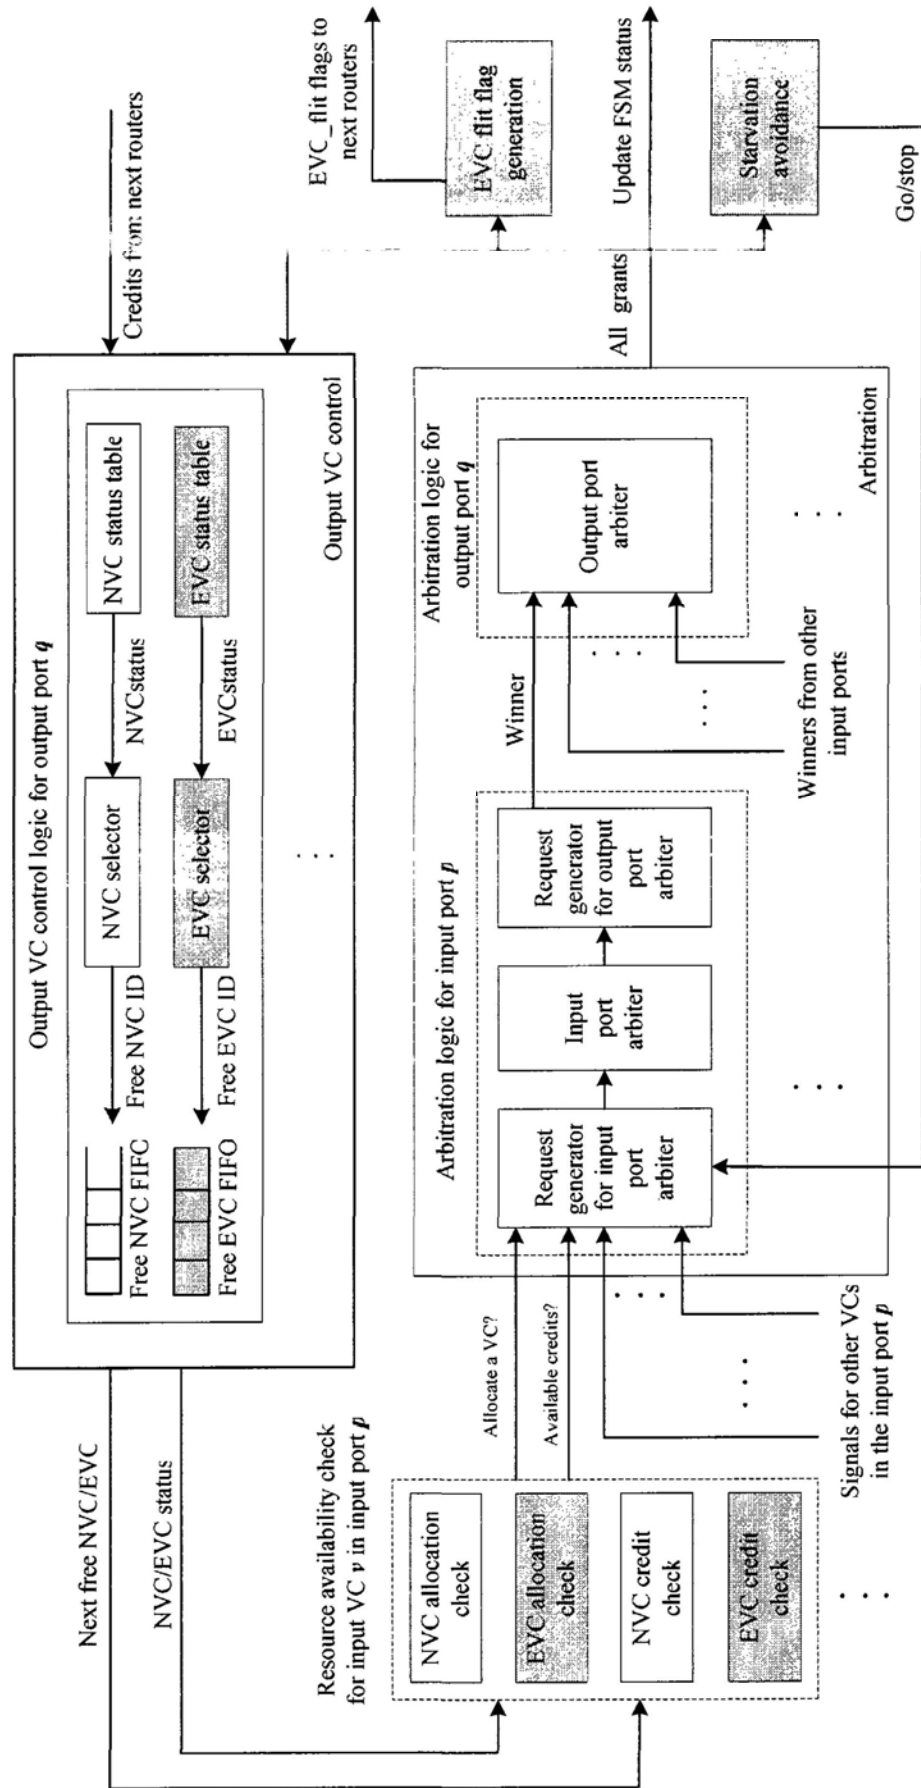 Output VC control logic for output port q
Free NVC FIFC
Free NVC ID
NVC selector
NVCstatus
NVC status table
Free EVC FIFO
Free EVC ID
EVC selector
EVCstatus
EVC status table
. . .
Output VC control
Credits from next routers
Next free NVC/EVC
NVC/EVC status
EVC_flit flags to
next routers
EVC flit flag
generation
Resource availability check
for input VC v in input port p
NVC allocation
check
EVC allocation
check
NVC credit
check
EVC credit
check
. . .
Allocate a VC?
Available credits?
. . .
. . .
Signals for other VCs
in the input port p
Arbitration logic for input port p
Request
generator
for input
port
arbiter
Input
port
arbiter
Request
generator
for output
port
arbiter
. . .
Winner
. . .
. . .
Winners from other
input ports
Arbitration logic for
output port q
Output port
arbiter
. . .
Arbitration
All grants
Update FSM status
Starvation
avoidance
Go/stop